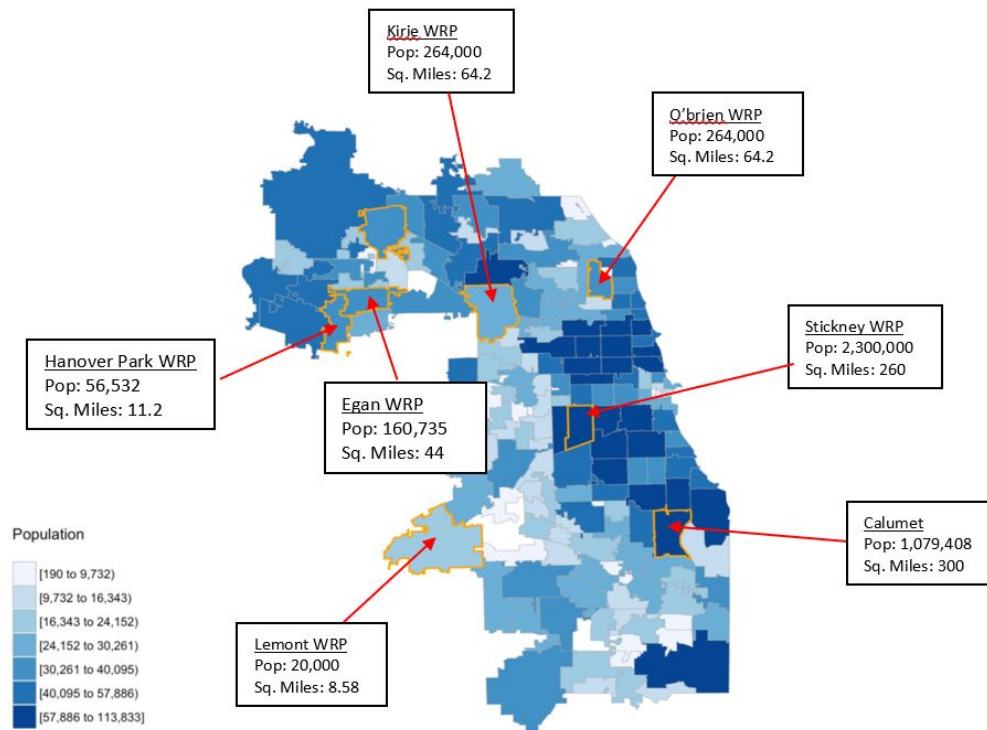 Kirie WRP
Pop: 264,000
Sq. Miles: 64.2
O'brien WRP
Pop: 264,000
Sq. Miles: 64.2
Stickney WRP
Pop: 2,300,000
Sq. Miles: 260
Hanover Park WRP
Pop: 56,532
Sq. Miles: 11.2
Egan WRP
Pop: 160,735
Sq. Miles: 44
Calumet
Pop: 1,079,408
Sq. Miles: 300
Lemont WRP
Pop: 20,000
Sq. Miles: 8.58
Population
[190 to 9,732)
[9,732 to 16,343)
[16,343 to 24,152)
[24,152 to 30,261)
[30,261 to 40,095)
[40,095 to 57,886)
[57,886 to 113,833]